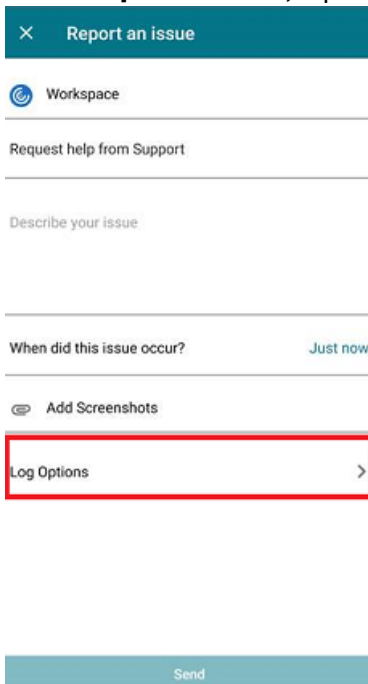 Report an issue
Workspace
Request help from Support
Describe your issue
When did this issue occur? Just now
Add Screenshots
Log Options
Send